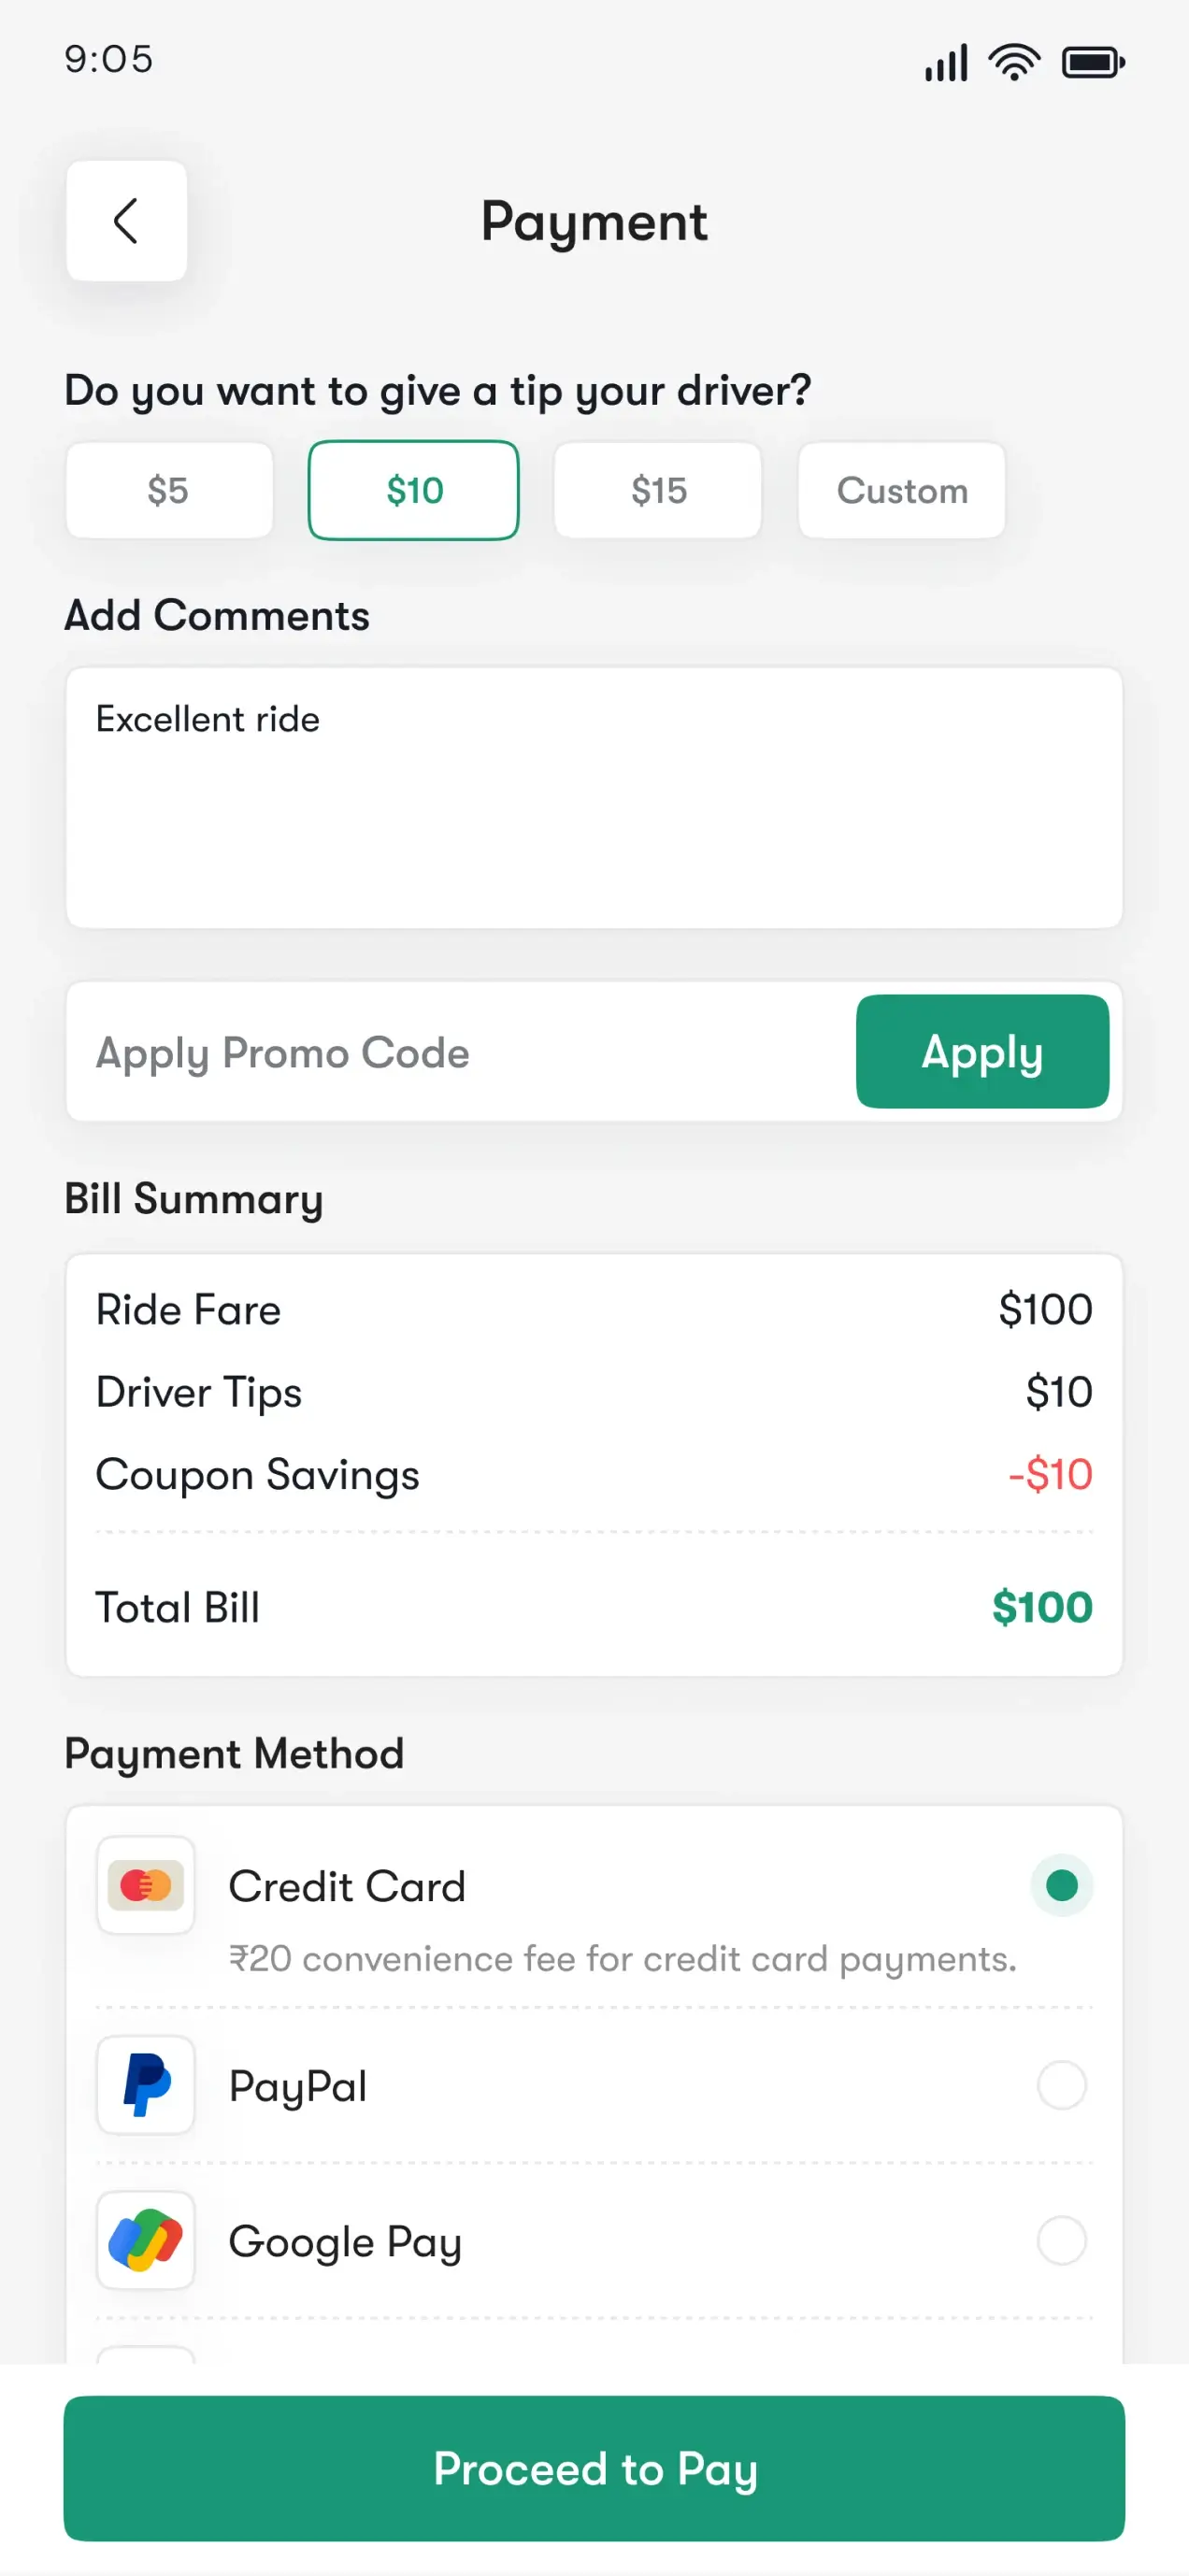 9:05
Payment
Do you want to give a tip your driver?
$5 $10 $15 Custom
Add Comments
Excellent ride
Apply Promo Code Apply
Bill Summary
Ride Fare $100
Driver Tips $10
Coupon Savings -$10
Total Bill $100
Payment Method
Credit Card
₹20 convenience fee for credit card payments.
PayPal
Google Pay
Proceed to Pay